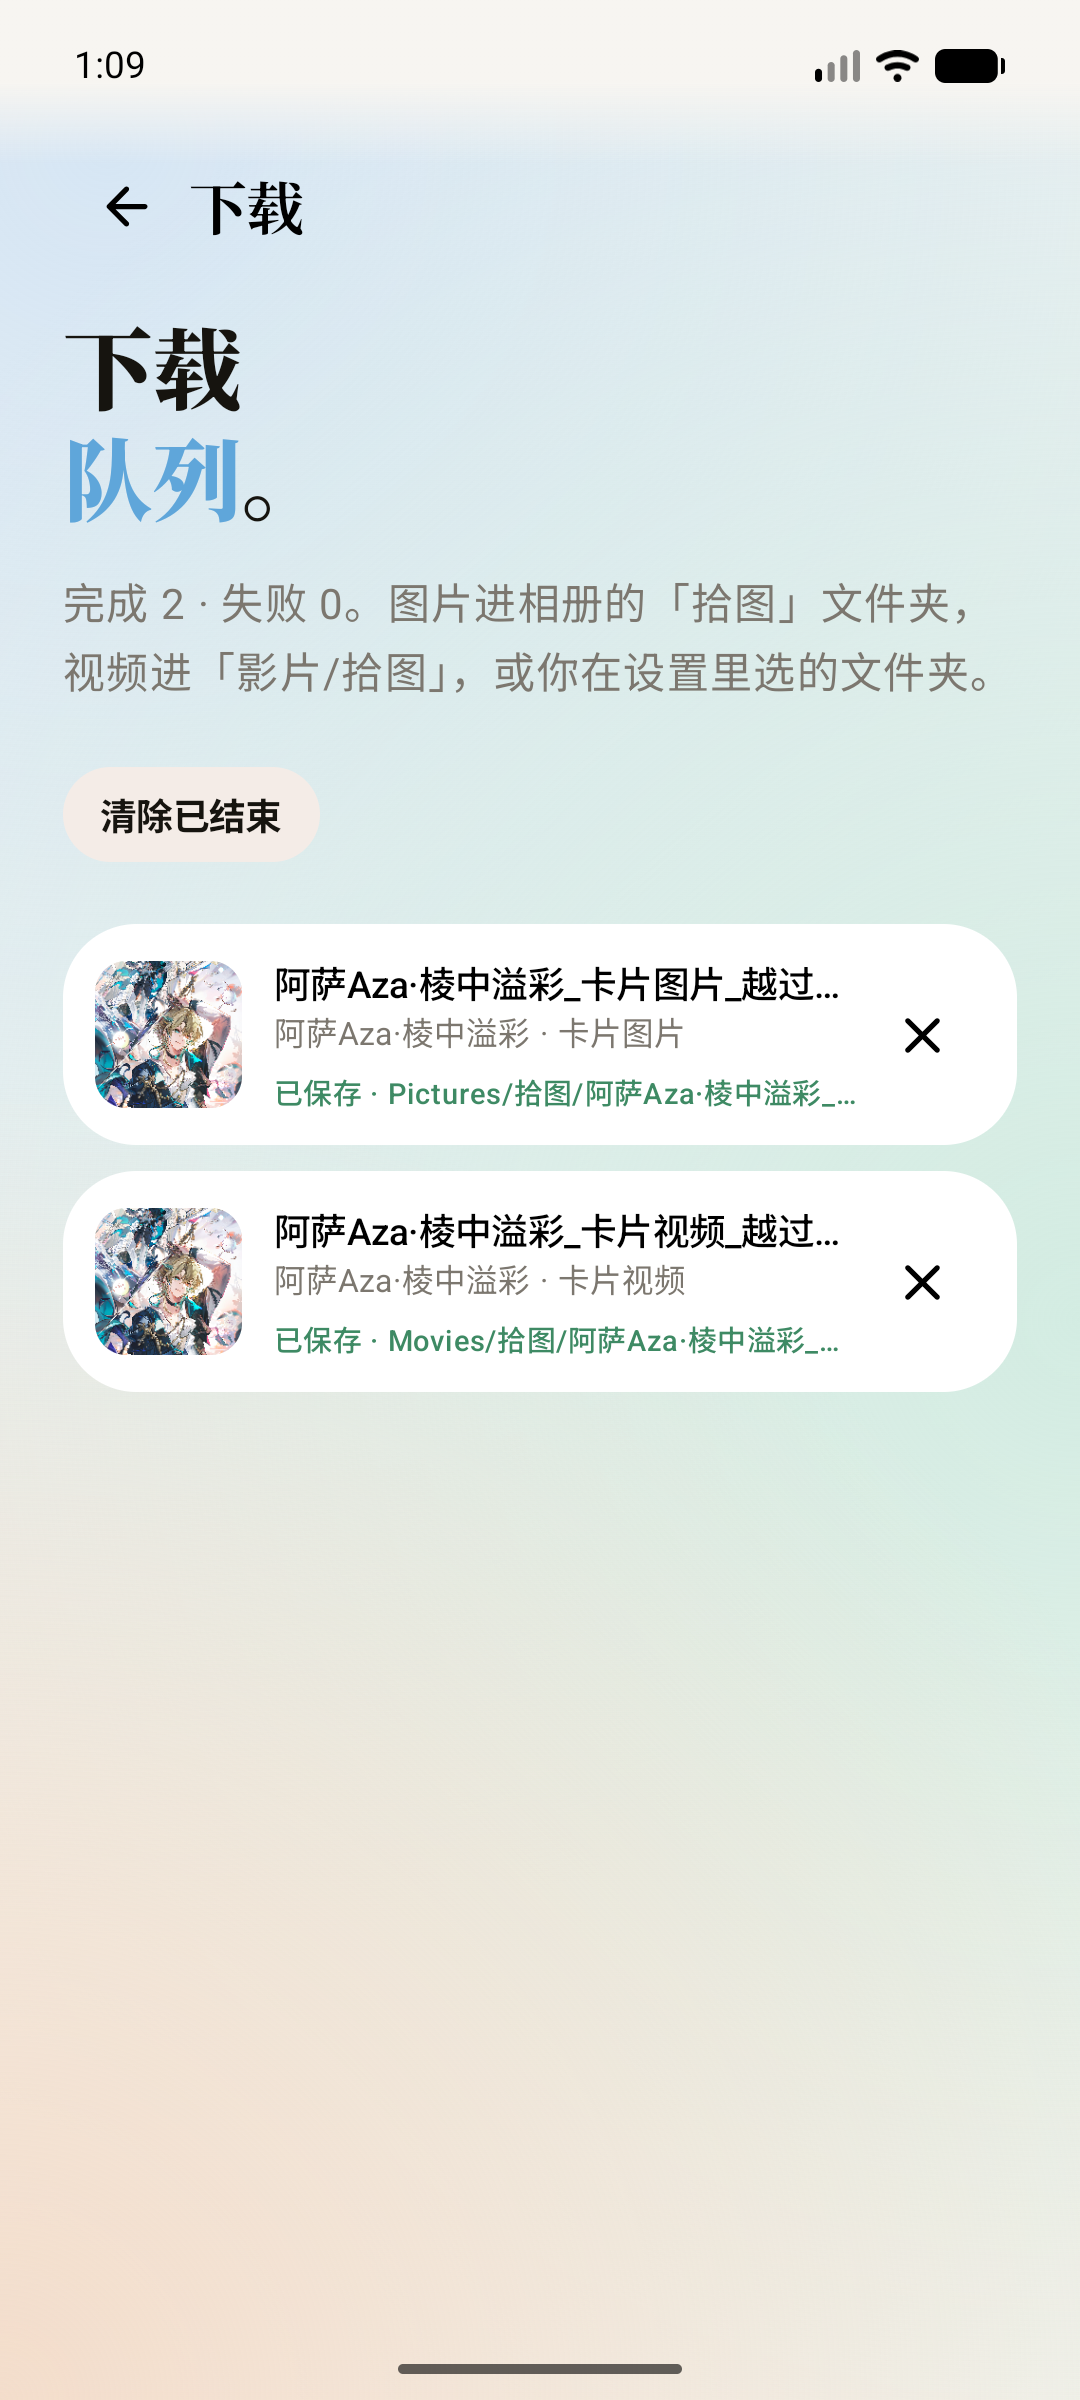 1:09
下载
下载
队列。
完成 2 · 失败 0。图片进相册的「拾图」文件夹，
视频进「影片/拾图」，或你在设置里选的文件夹。
清除已结束
阿萨Aza·棱中溢彩_卡片图片_越过...
阿萨Aza·棱中溢彩 · 卡片图片
已保存 · Pictures/拾图/阿萨Aza·棱中溢彩_...
阿萨Aza·棱中溢彩_卡片视频_越过...
阿萨Aza·棱中溢彩 · 卡片视频
已保存 · Movies/拾图/阿萨Aza·棱中溢彩_...